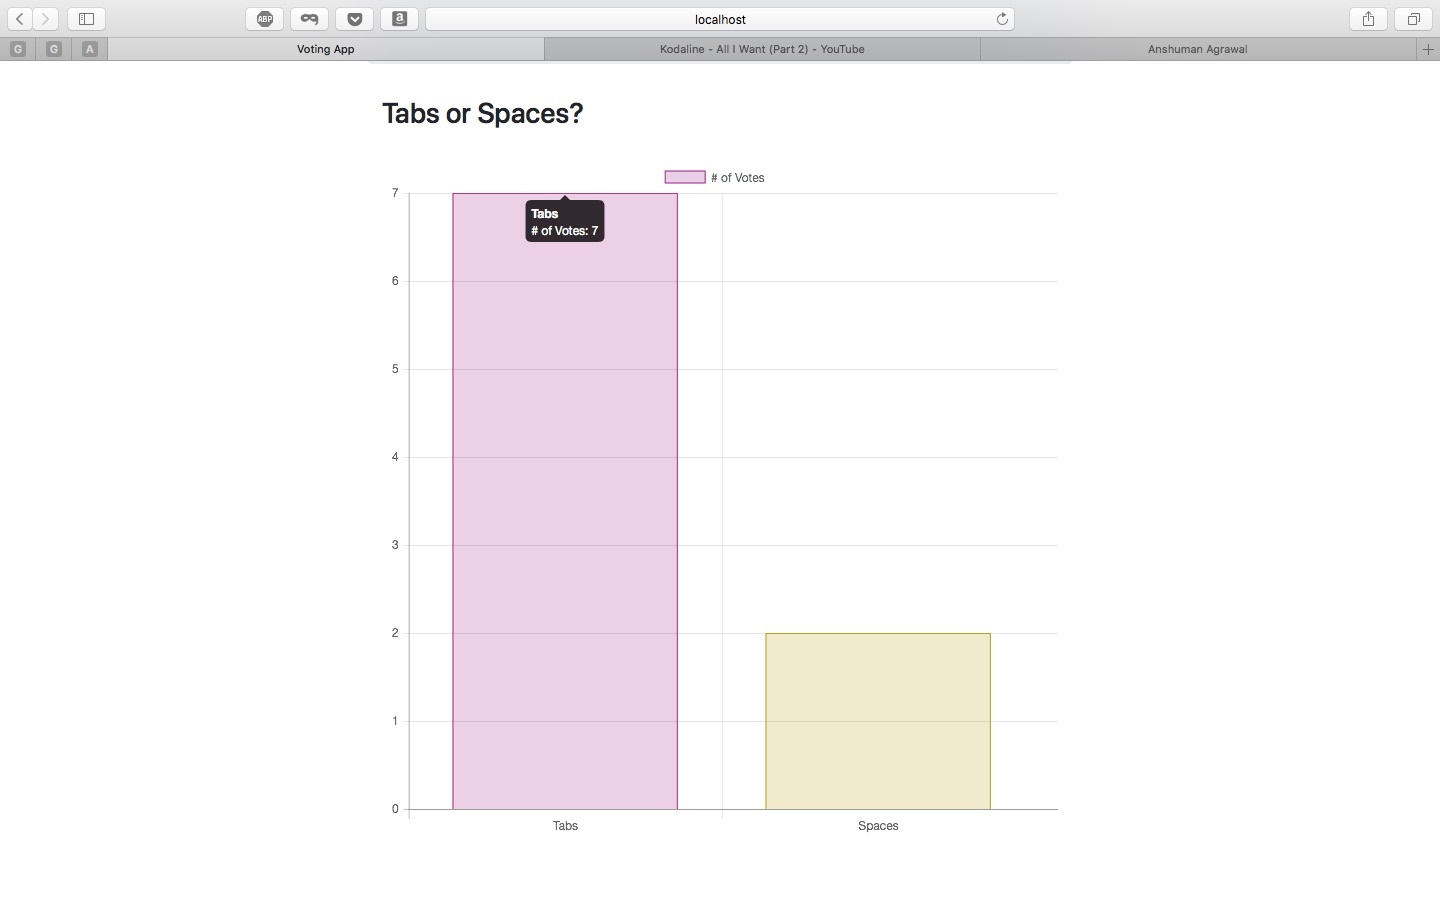 ABP
a
localhost
G
G
A
Voting App
Kodaline - All I Want (Part 2) - YouTube
Anshuman Agrawal
Tabs or Spaces?
# of Votes
7
Tabs
# of Votes: 7
6
5
4
3
2
1
0
Tabs
Spaces